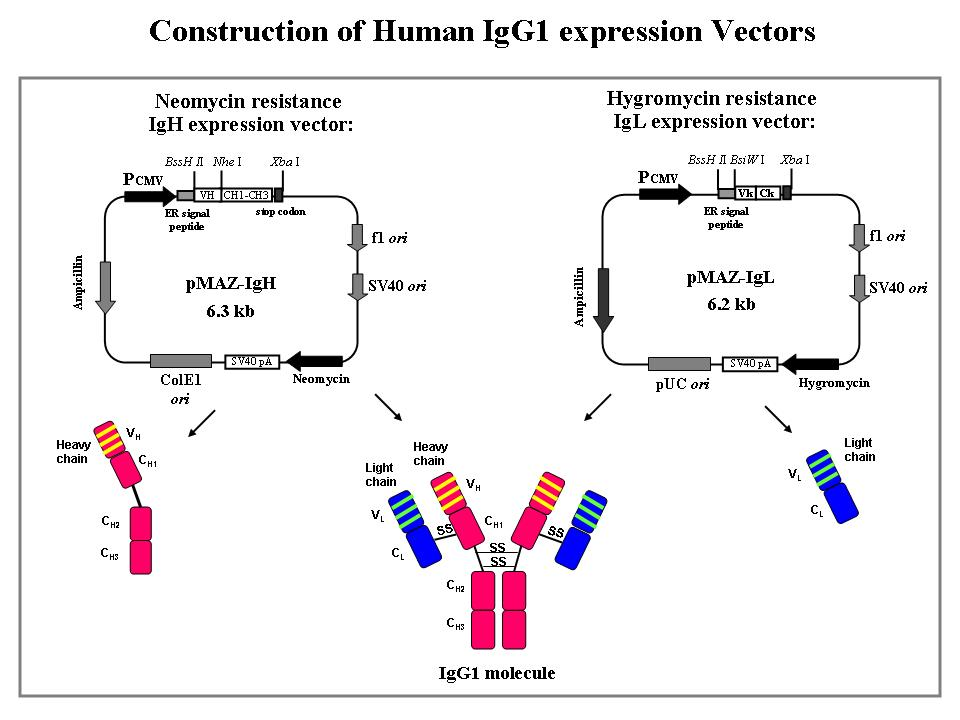 Construction of Human IgG1 expression Vectors
Neomycin resistance
IgH expression vector:
BssH II NheI XbaI
PCMV
VH CH1-CH3
ER signal
peptide
stop codon
f1 ori
Ampicillin
pMAZ-IgH
6.3 kb
SV40 ori
SV40 pA
ColE1
ori
Neomycin
Hygromycin resistance
IgL expression vector:
BssH II BsiWI XbaI
PCMV
Vk Ck
ER signal
peptide
f1 ori
Ampicillin
pMAZ-IgL
6.2 kb
SV40 ori
SV40 pA
pUC ori
Hygromycin
Heavy
chain
VH
CH1
CH2
CH3
Heavy
chain
Light
chain
VH
VL
SS
CH1
SS
CL
SS
SS
CH2
CH3
IgG1 molecule
Light
chain
VL
CL